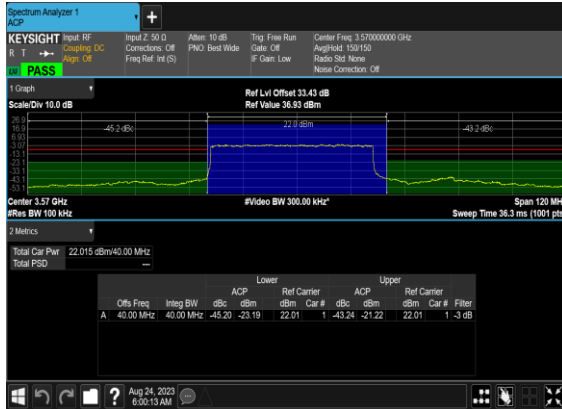 Spectrum Analyzer 1
ACP
+
KEYSIGHT Input: RF Input Z: 50 Ω Atten: 10 dB Trig: Free Run Center Freq: 3.570000000 GHz
R T Coupling: DC Corrections: Off PNO: Best Wide Gate: Off Avg|Hold: 150/150
Align: Off Freq Ref: Int (S) IF Gain: Low Radio Std: None
LXI PASS Noise Correction: Off
1 Graph Ref Lvl Offset 33.43 dB
Scale/Div 10.0 dB Ref Value 36.93 dBm
26.9
16.9 -45.2 dBc 22.0 dBm -43.2 dBc
6.93
-3.07
-13.1
-23.1
-33.1
-43.1
-53.1
Center 3.57 GHz #Video BW 300.00 kHz* Span 120 MH
#Res BW 100 kHz Sweep Time 36.3 ms (1001 pts
2 Metrics
Total Car Pwr 22.015 dBm/40.00 MHz
Total PSD —
Lower Upper
ACP Ref Carrier ACP Ref Carrier
Offs Freq Integ BW dBc dBm dBm Car # dBc dBm dBm Car # Filter
A 40.00 MHz 40.00 MHz -45.20 -23.19 22.01 1 -43.24 -21.22 22.01 1 -3 dB
? Aug 24, 2023
6:00:13 AM